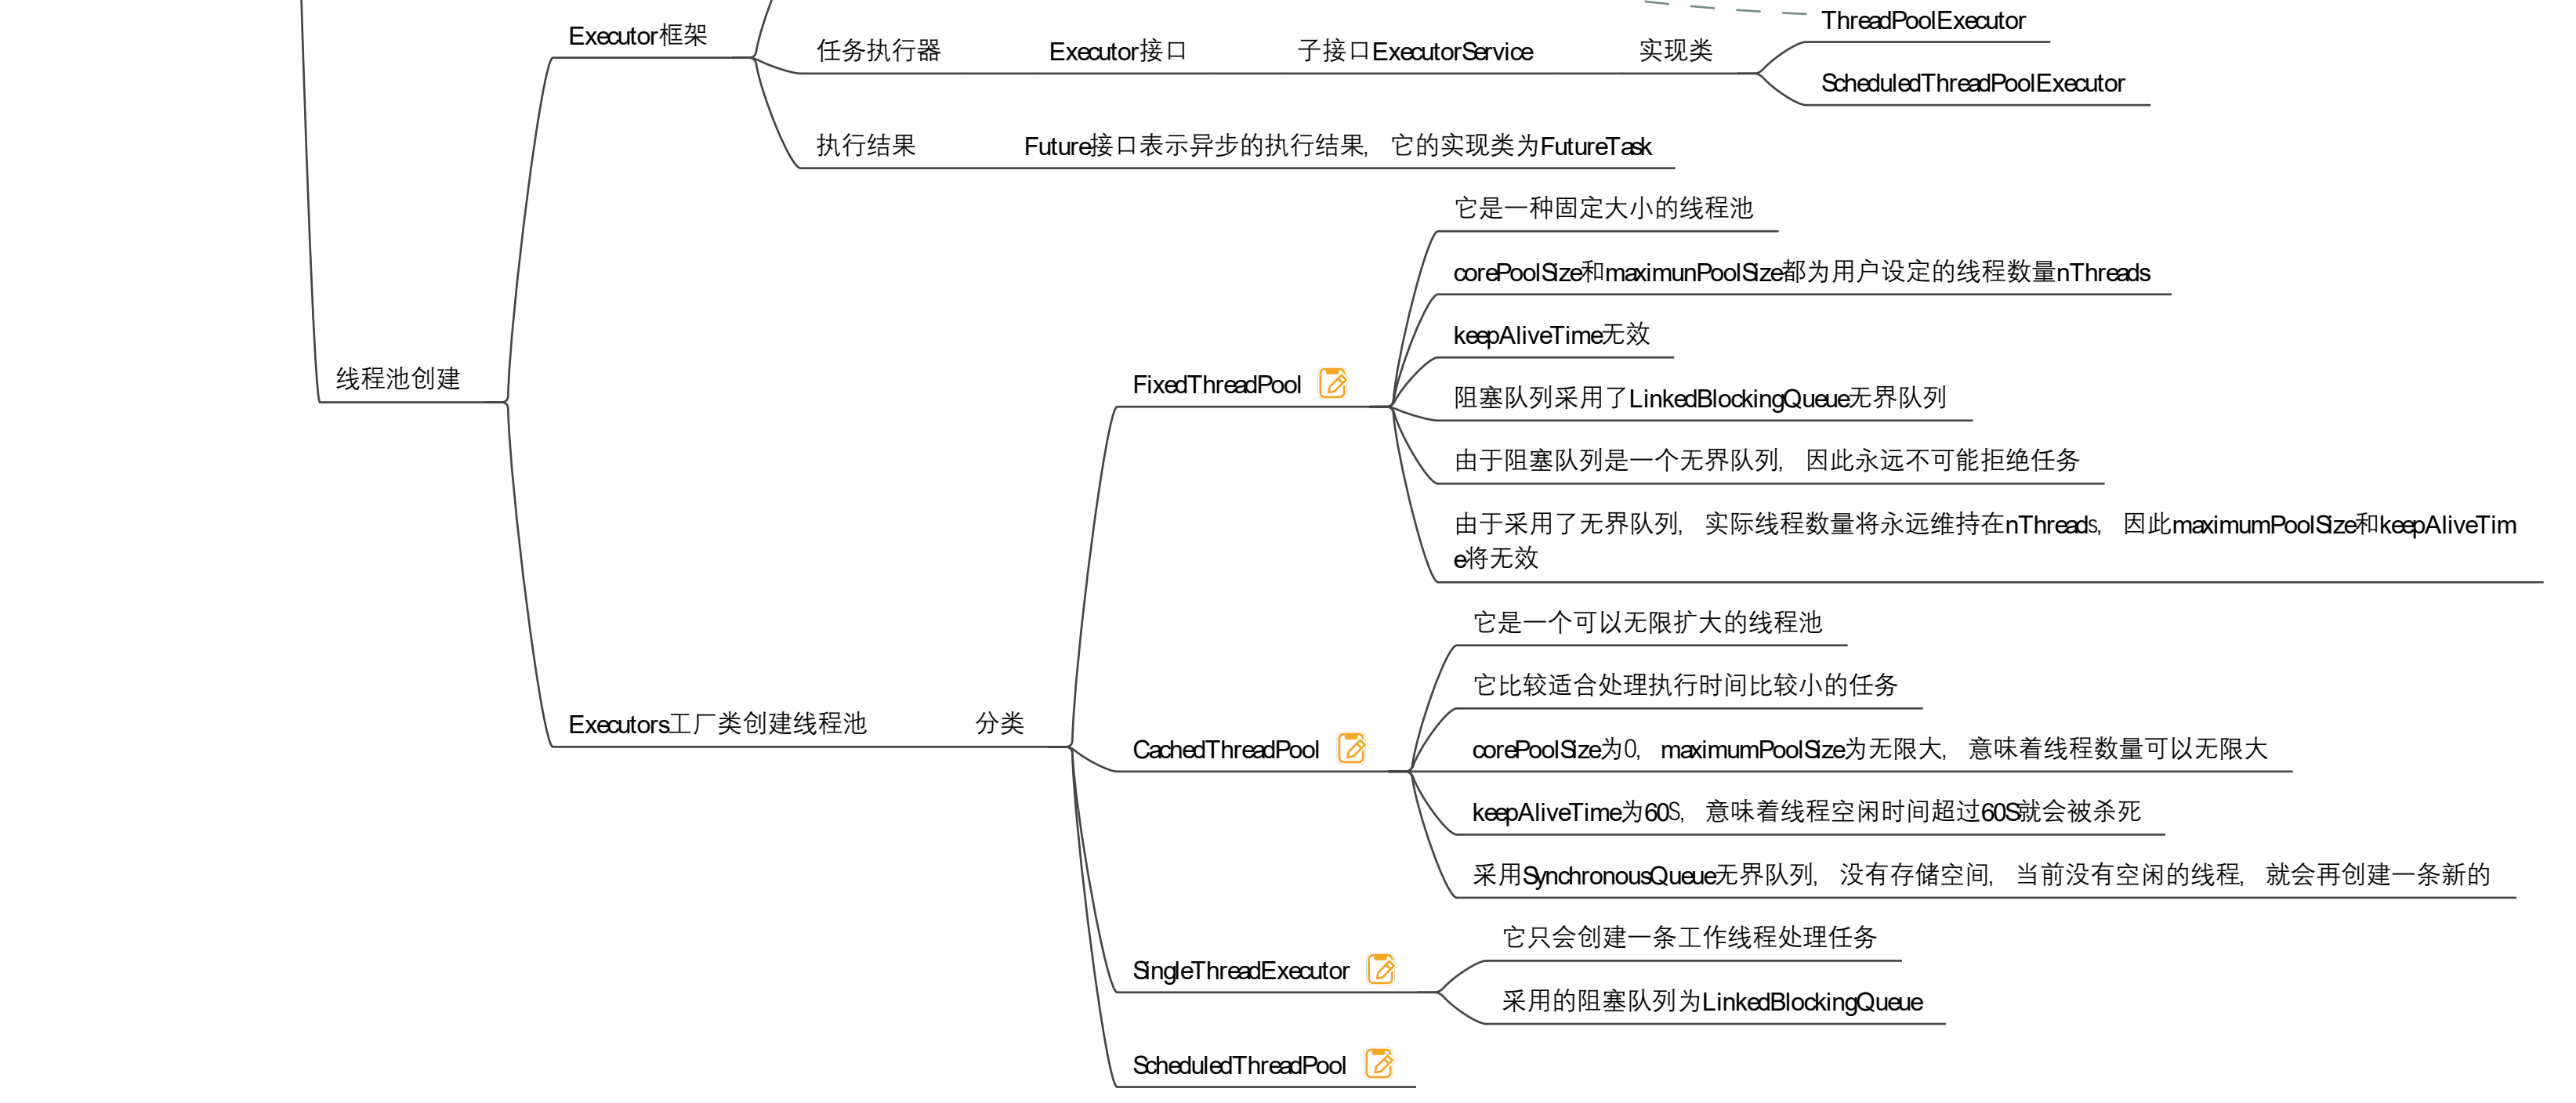 ThreadPoolExecutor
Executor框架
任务执行器
Executor接口
子接口ExecutorService
实现类
ScheduledThreadPoolExecutor
执行结果
Future接口表示异步的执行结果，它的实现类为FutureTask
它是一种固定大小的线程池
corePoolSize和maximunPoolSize都为用户设定的线程数量nThreads
keepAliveTime无效
线程池创建
FixedThreadPool
阻塞队列采用了LinkedBlockingQueue无界队列
由于阻塞队列是一个无界队列，因此永远不可能拒绝任务
由于采用了无界队列，实际线程数量将永远维持在nThreads，因此maximumPoolSize和keepAliveTim
e将无效
它是一个可以无限扩大的线程池
它比较适合处理执行时间比较小的任务
Executors工厂类创建线程池
分类
CachedThreadPool
corePoolSize为0，maximumPoolSize为无限大，意味着线程数量可以无限大
keepAliveTime为60S，意味着线程空闲时间超过60S就会被杀死
采用SynchronousQueue无界队列，没有存储空间，当前没有空闲的线程，就会再创建一条新的
它只会创建一条工作线程处理任务
SingleThreadExecutor
采用的阻塞队列为LinkedBlockingQueue
ScheduledThreadPool